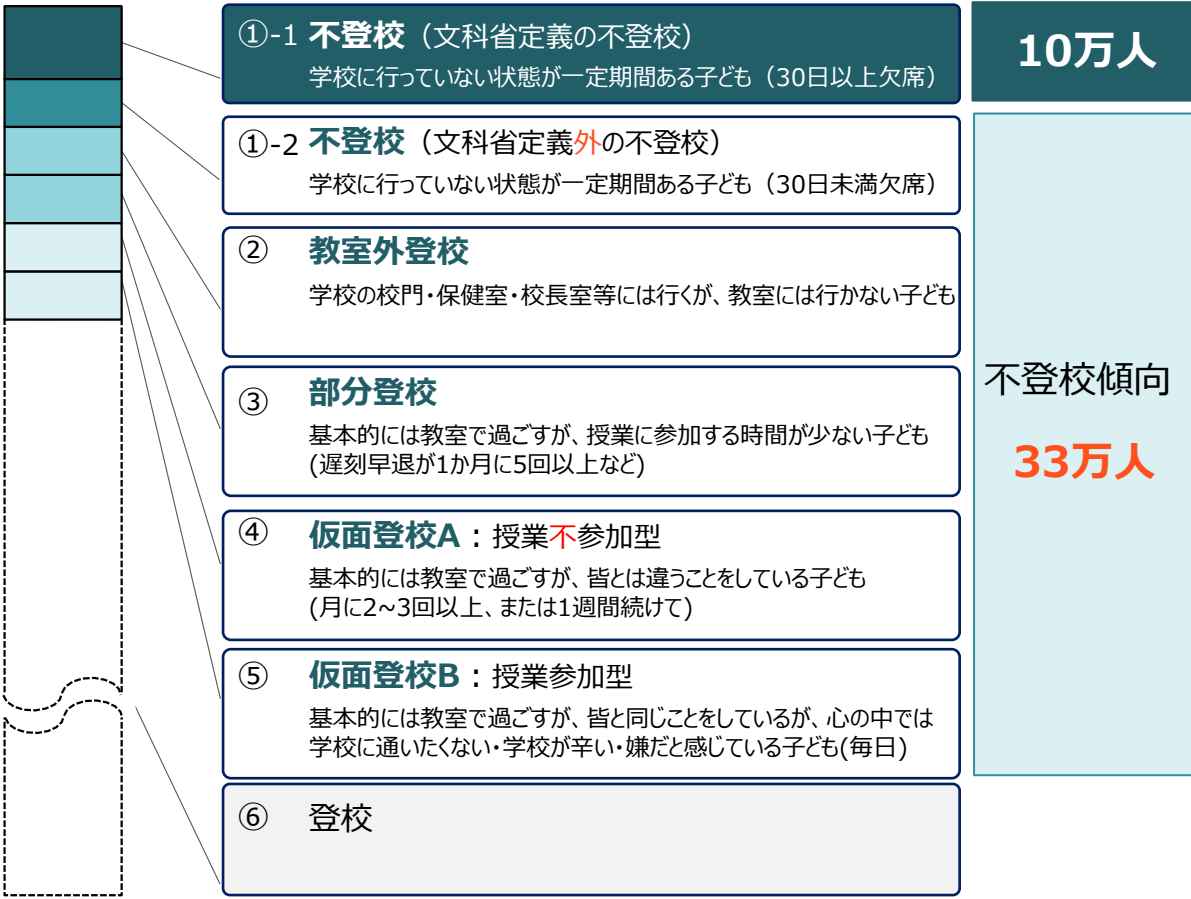 ①-1 不登校（文科省定義の不登校）
学校に行っていない状態が一定期間ある子ども（30日以上欠席）
10万人
①-2 不登校（文科省定義外の不登校）
学校に行っていない状態が一定期間ある子ども（30日未満欠席）
② 教室外登校
学校の校門・保健室・校長室等には行くが、教室には行かない子ども
③ 部分登校
基本的には教室で過ごすが、授業に参加する時間が少ない子ども
(遅刻早退が1か月に5回以上など)
④ 仮面登校A：授業不参加型
基本的には教室で過ごすが、皆とは違うことをしている子ども
(月に2~3回以上、または1週間続けて)
⑤ 仮面登校B：授業参加型
基本的には教室で過ごすが、皆と同じことをしているが、心の中では
学校に通いたくない・学校が辛い・嫌だと感じている子ども(毎日)
不登校傾向
33万人
⑥ 登校